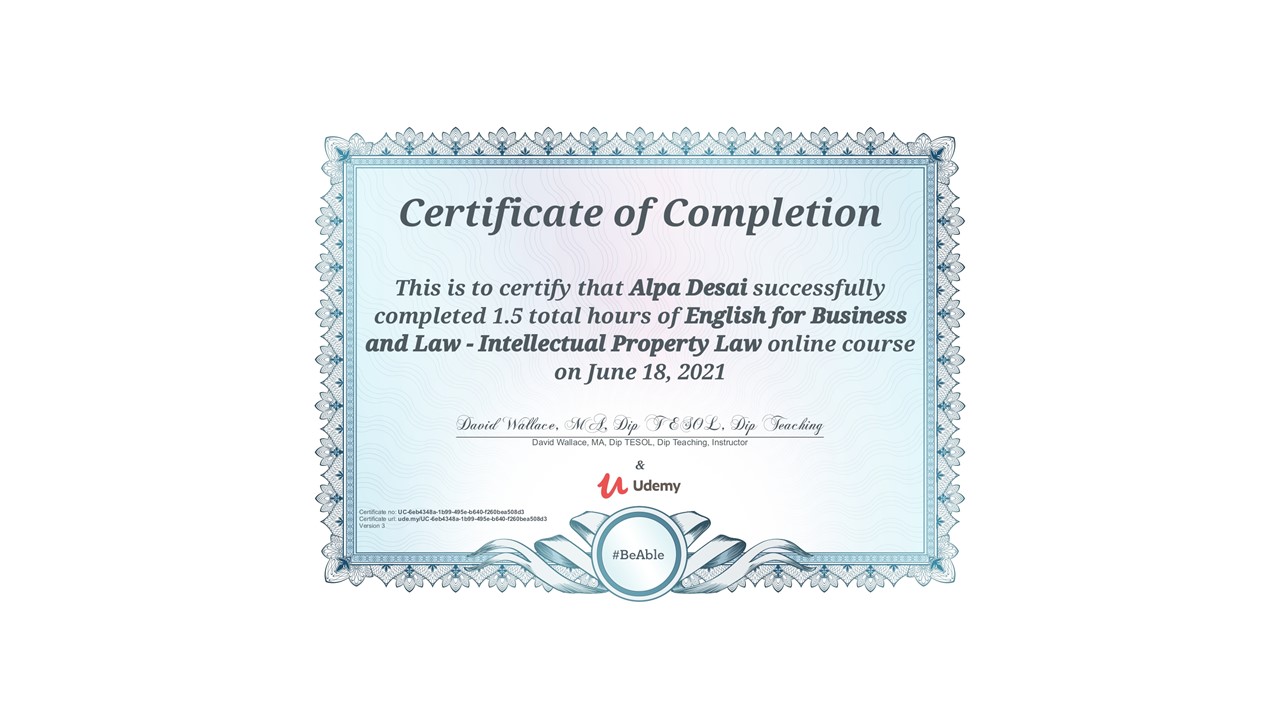 Certificate of Completion
This is to certify that Alpa Desai successfully
completed 1.5 total hours of English for Business
and Law - Intellectual Property Law online course
on June 18, 2021
David Wallace, MA, Dip TESOL, Dip Teaching
David Wallace, MA, Dip TESOL, Dip Teaching, Instructor
&
Udemy
Certificate no: UC-6eb4348a-1b99-495e-b640-f260bea508d3
Certificate url: ude.my/UC-6eb4348a-1b99-495e-b640-f260bea508d3
Version 3
#BeAble